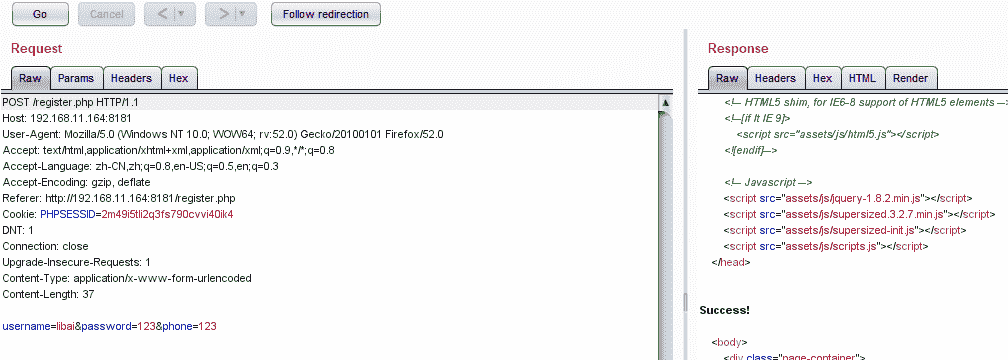 Go Cancel < > Follow redirection
Request
Raw Params Headers Hex
POST /register.php HTTP/1.1
Host: 192.168.11.164:8181
User-Agent: Mozilla/5.0 (Windows NT 10.0; WOW64; rv:52.0) Gecko/20100101 Firefox/52.0
Accept: text/html,application/xhtml+xml,application/xml;q=0.9,*/*;q=0.8
Accept-Language: zh-CN,zh;q=0.8,en-US;q=0.5,en;q=0.3
Accept-Encoding: gzip, deflate
Referer: http://192.168.11.164:8181/register.php
Cookie: PHPSESSID=2m49i5tli2q3fs790cvvi40ik4
DNT: 1
Connection: close
Upgrade-Insecure-Requests: 1
Content-Type: application/x-www-form-urlencoded
Content-Length: 37
username=libai&password=123&phone=123
Response
Raw Headers Hex HTML Render
<!-- HTML5 shim, for IE6-8 support of HTML5 elements -->
<!--[if lt IE 9]>
<script src="assets/js/html5.js"></script>
<![endif]-->
<!-- Javascript -->
<script src="assets/js/jquery-1.8.2.min.js"></script>
<script src="assets/js/supersized.3.2.7.min.js"></script>
<script src="assets/js/supersized-init.js"></script>
<script src="assets/js/scripts.js"></script>
</head>
Success!
<body>
<div class="page-container">